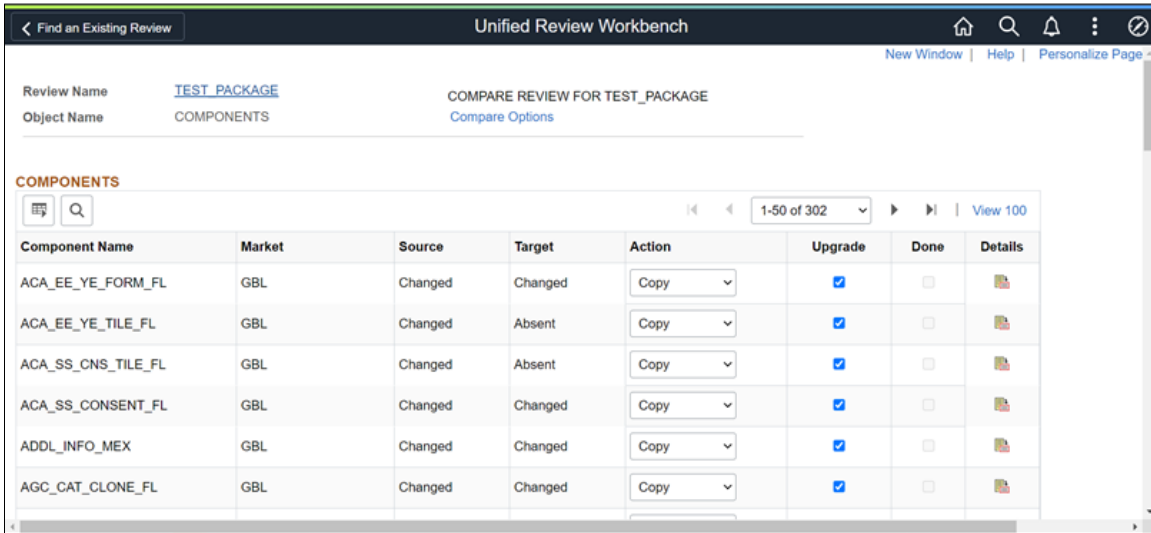 Find an Existing Review
Unified Review Workbench
New Window | Help | Personalize Page
Review Name TEST_PACKAGE COMPARE REVIEW FOR TEST_PACKAGE
Object Name COMPONENTS Compare Options
COMPONENTS
1-50 of 302 | View 100
Component Name Market Source Target Action Upgrade Done Details
ACA_EE_YE_FORM_FL GBL Changed Changed Copy
ACA_EE_YE_TILE_FL GBL Changed Absent Copy
ACA_SS_CNS_TILE_FL GBL Changed Absent Copy
ACA_SS_CONSENT_FL GBL Changed Changed Copy
ADDL_INFO_MEX GBL Changed Changed Copy
AGC_CAT_CLONE_FL GBL Changed Changed Copy